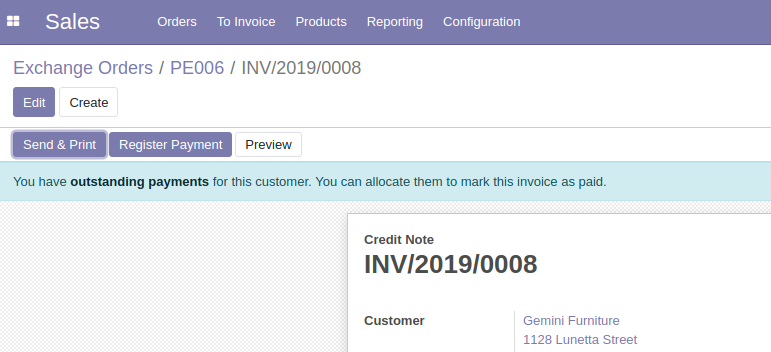 Sales Orders To Invoice Products Reporting Configuration
Exchange Orders / PE006 / INV/2019/0008
Edit Create
Send & Print Register Payment Preview
You have outstanding payments for this customer. You can allocate them to mark this invoice as paid.
Credit Note
INV/2019/0008
Customer Gemini Furniture
1128 Lunetta Street